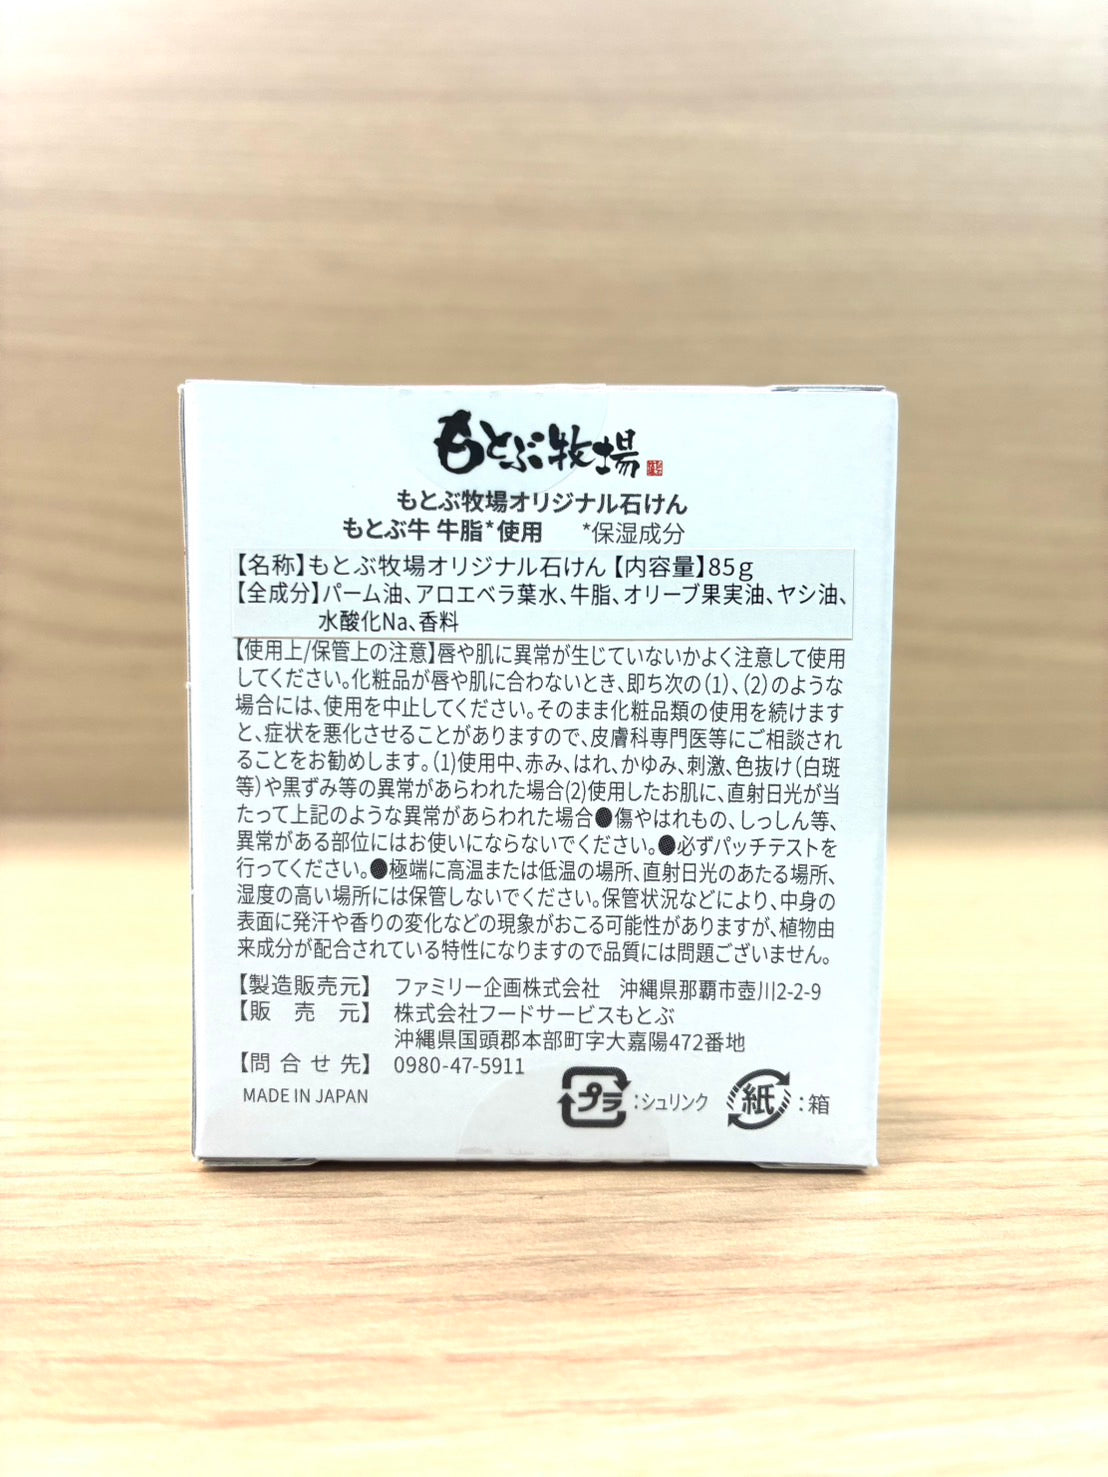 もとぶ牧場
もとぶ牧場オリジナル石けん
もとぶ牛 牛脂*使用 *保湿成分
【名称】もとぶ牧場オリジナル石けん【内容量】85g
【全成分】パーム油、アロエベラ葉水、牛脂、オリーブ果実油、ヤシ油、
水酸化Na、香料
【使用上/保管上の注意】唇や肌に異常が生じていないかよく注意して使用
してください。化粧品が唇や肌に合わないとき、即ち次の(1)、(2)のような
場合には、使用を中止してください。そのまま化粧品類の使用を続けます
と、症状を悪化させることがありますので、皮膚科専門医等にご相談され
ることをお勧めします。(1)使用中、赤み、はれ、かゆみ、刺激、色抜け(白斑
等)や黒ずみ等の異常があらわれた場合(2)使用したお肌に、直射日光が当
たって上記のような異常があらわれた場合●傷やはれもの、しっしん等、
異常がある部位にはお使いにならないでください。●必ずパッチテストを
行ってください。●極端に高温または低温の場所、直射日光のあたる場所、
湿度の高い場所には保管しないでください。保管状況などにより、中身の
表面に発汗や香りの変化などの現象がおこる可能性がありますが、植物由
来成分が配合されている特性になりますので品質には問題ございません。
【製造販売元】 ファミリー企画株式会社 沖縄県那覇市壺川2-2-9
【販売元】 株式会社フードサービスもとぶ
沖縄県国頭郡本部町字大嘉陽472番地
【問合せ先】 0980-47-5911
MADE IN JAPAN
プラ:シュリンク 紙:箱